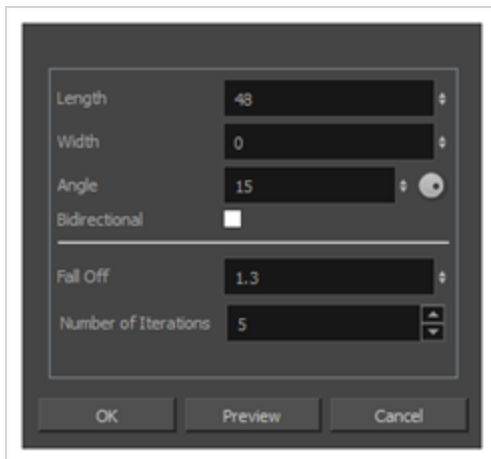 Length 48
Width 0
Angle 15
Bidirectional
Fall Off 1.3
Number of Iterations 5
OK Preview Cancel